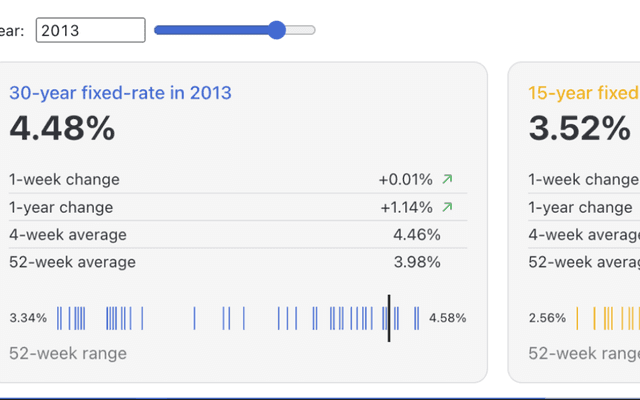 ear: 2013
30-year fixed-rate in 2013
4.48%
1-week change +0.01% ↗
1-year change +1.14% ↗
4-week average 4.46%
52-week average 3.98%
3.34% 4.58%
52-week range
15-year fixed
3.52%
1-week change
1-year change
4-week average
52-week avera
2.56%
52-week range